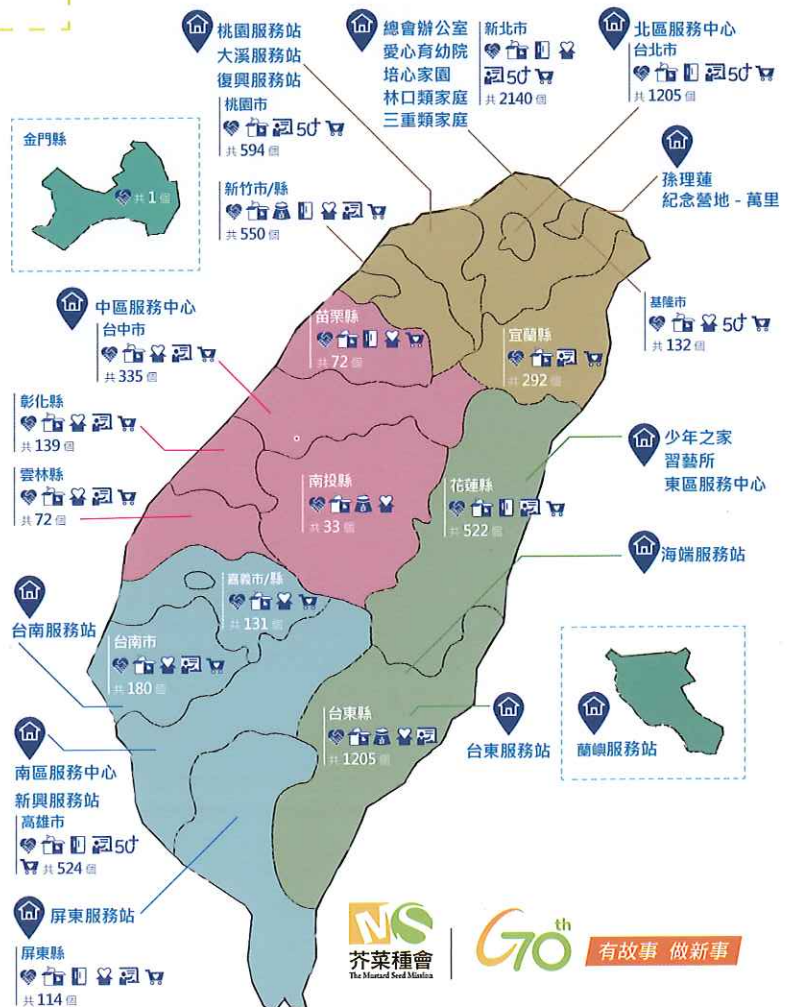 桃園服務站
大溪服務站
復興服務站
桃園市
50+
共 594 個
總會辦公室
愛心育幼院
培心家園
林口類家庭
三重類家庭
新北市
50+
共 2140 個
北區服務中心
台北市
50+
共 1205 個
孫理蓮
紀念營地 - 萬里
金門縣
共 1 個
新竹市/縣
共 550 個
基隆市
50+
共 132 個
中區服務中心
台中市
共 335 個
苗栗縣
共 72 個
宜蘭縣
共 292 個
彰化縣
共 139 個
雲林縣
共 72 個
南投縣
共 33 個
花蓮縣
共 522 個
少年之家
習藝所
東區服務中心
海端服務站
嘉義市/縣
共 131 個
台南服務站
台南市
共 180 個
台東縣
共 1205 個
台東服務站
蘭嶼服務站
南區服務中心
新興服務站
高雄市
50+
共 524 個
屏東服務站
屏東縣
共 114 個
MS
芥菜種會
The Mustard Seed Mission
70th
有故事 做新事